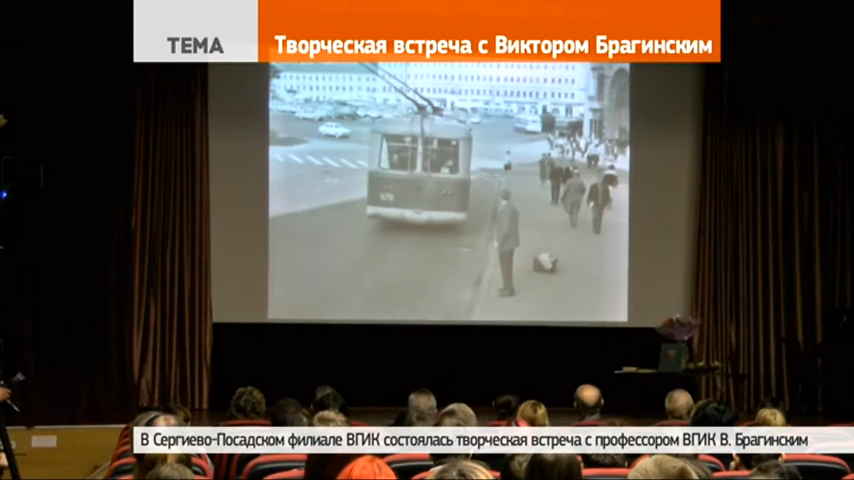 ТЕМА
Творческая встреча с Виктором Брагинским
В Сергиево-Посадском филиале ВГИК состоялась творческая встреча с профессором ВГИК В. Брагинским